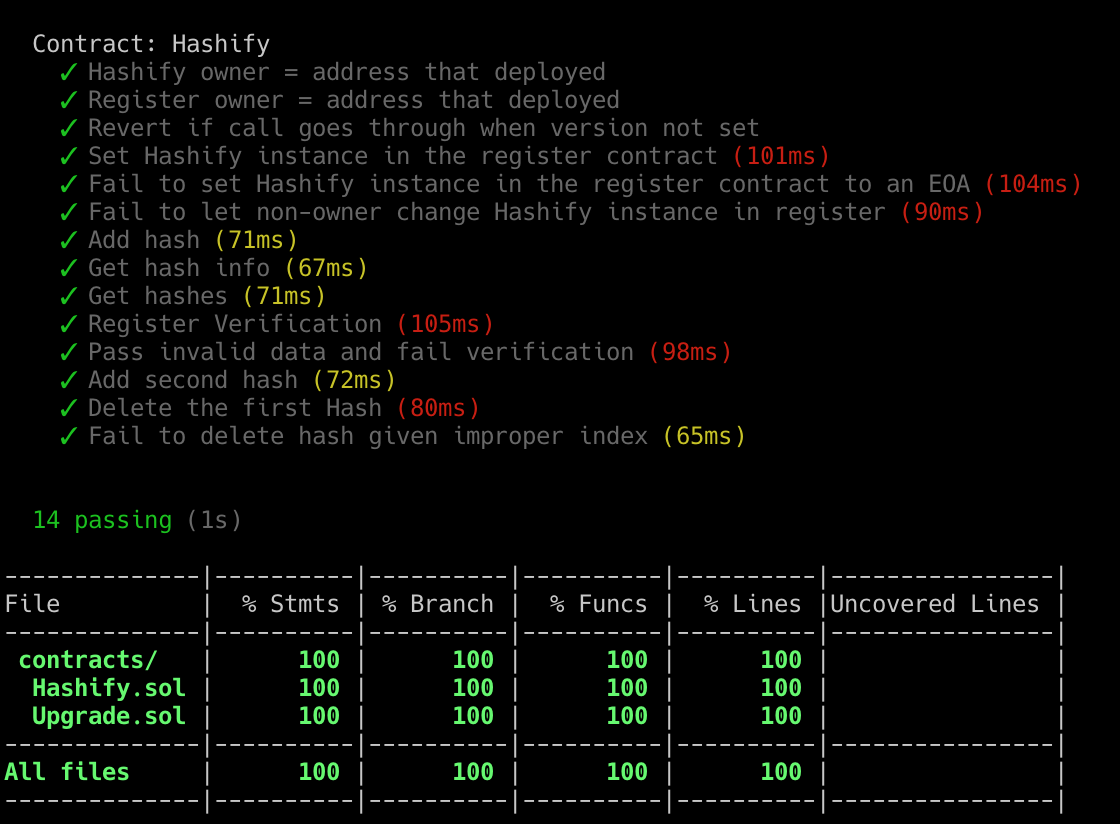 Contract: Hashify
✓ Hashify owner = address that deployed
✓ Register owner = address that deployed
✓ Revert if call goes through when version not set
✓ Set Hashify instance in the register contract (101ms)
✓ Fail to set Hashify instance in the register contract to an EOA (104ms)
✓ Fail to let non-owner change Hashify instance in register (90ms)
✓ Add hash (71ms)
✓ Get hash info (67ms)
✓ Get hashes (71ms)
✓ Register Verification (105ms)
✓ Pass invalid data and fail verification (98ms)
✓ Add second hash (72ms)
✓ Delete the first Hash (80ms)
✓ Fail to delete hash given improper index (65ms)
14 passing (1s)
--------------|----------|----------|----------|----------|----------------|
File          |  % Stmts | % Branch |  % Funcs |  % Lines |Uncovered Lines |
--------------|----------|----------|----------|----------|----------------|
 contracts/   |      100 |      100 |      100 |      100 |                |
  Hashify.sol |      100 |      100 |      100 |      100 |                |
  Upgrade.sol |      100 |      100 |      100 |      100 |                |
--------------|----------|----------|----------|----------|----------------|
All files     |      100 |      100 |      100 |      100 |                |
--------------|----------|----------|----------|----------|----------------|